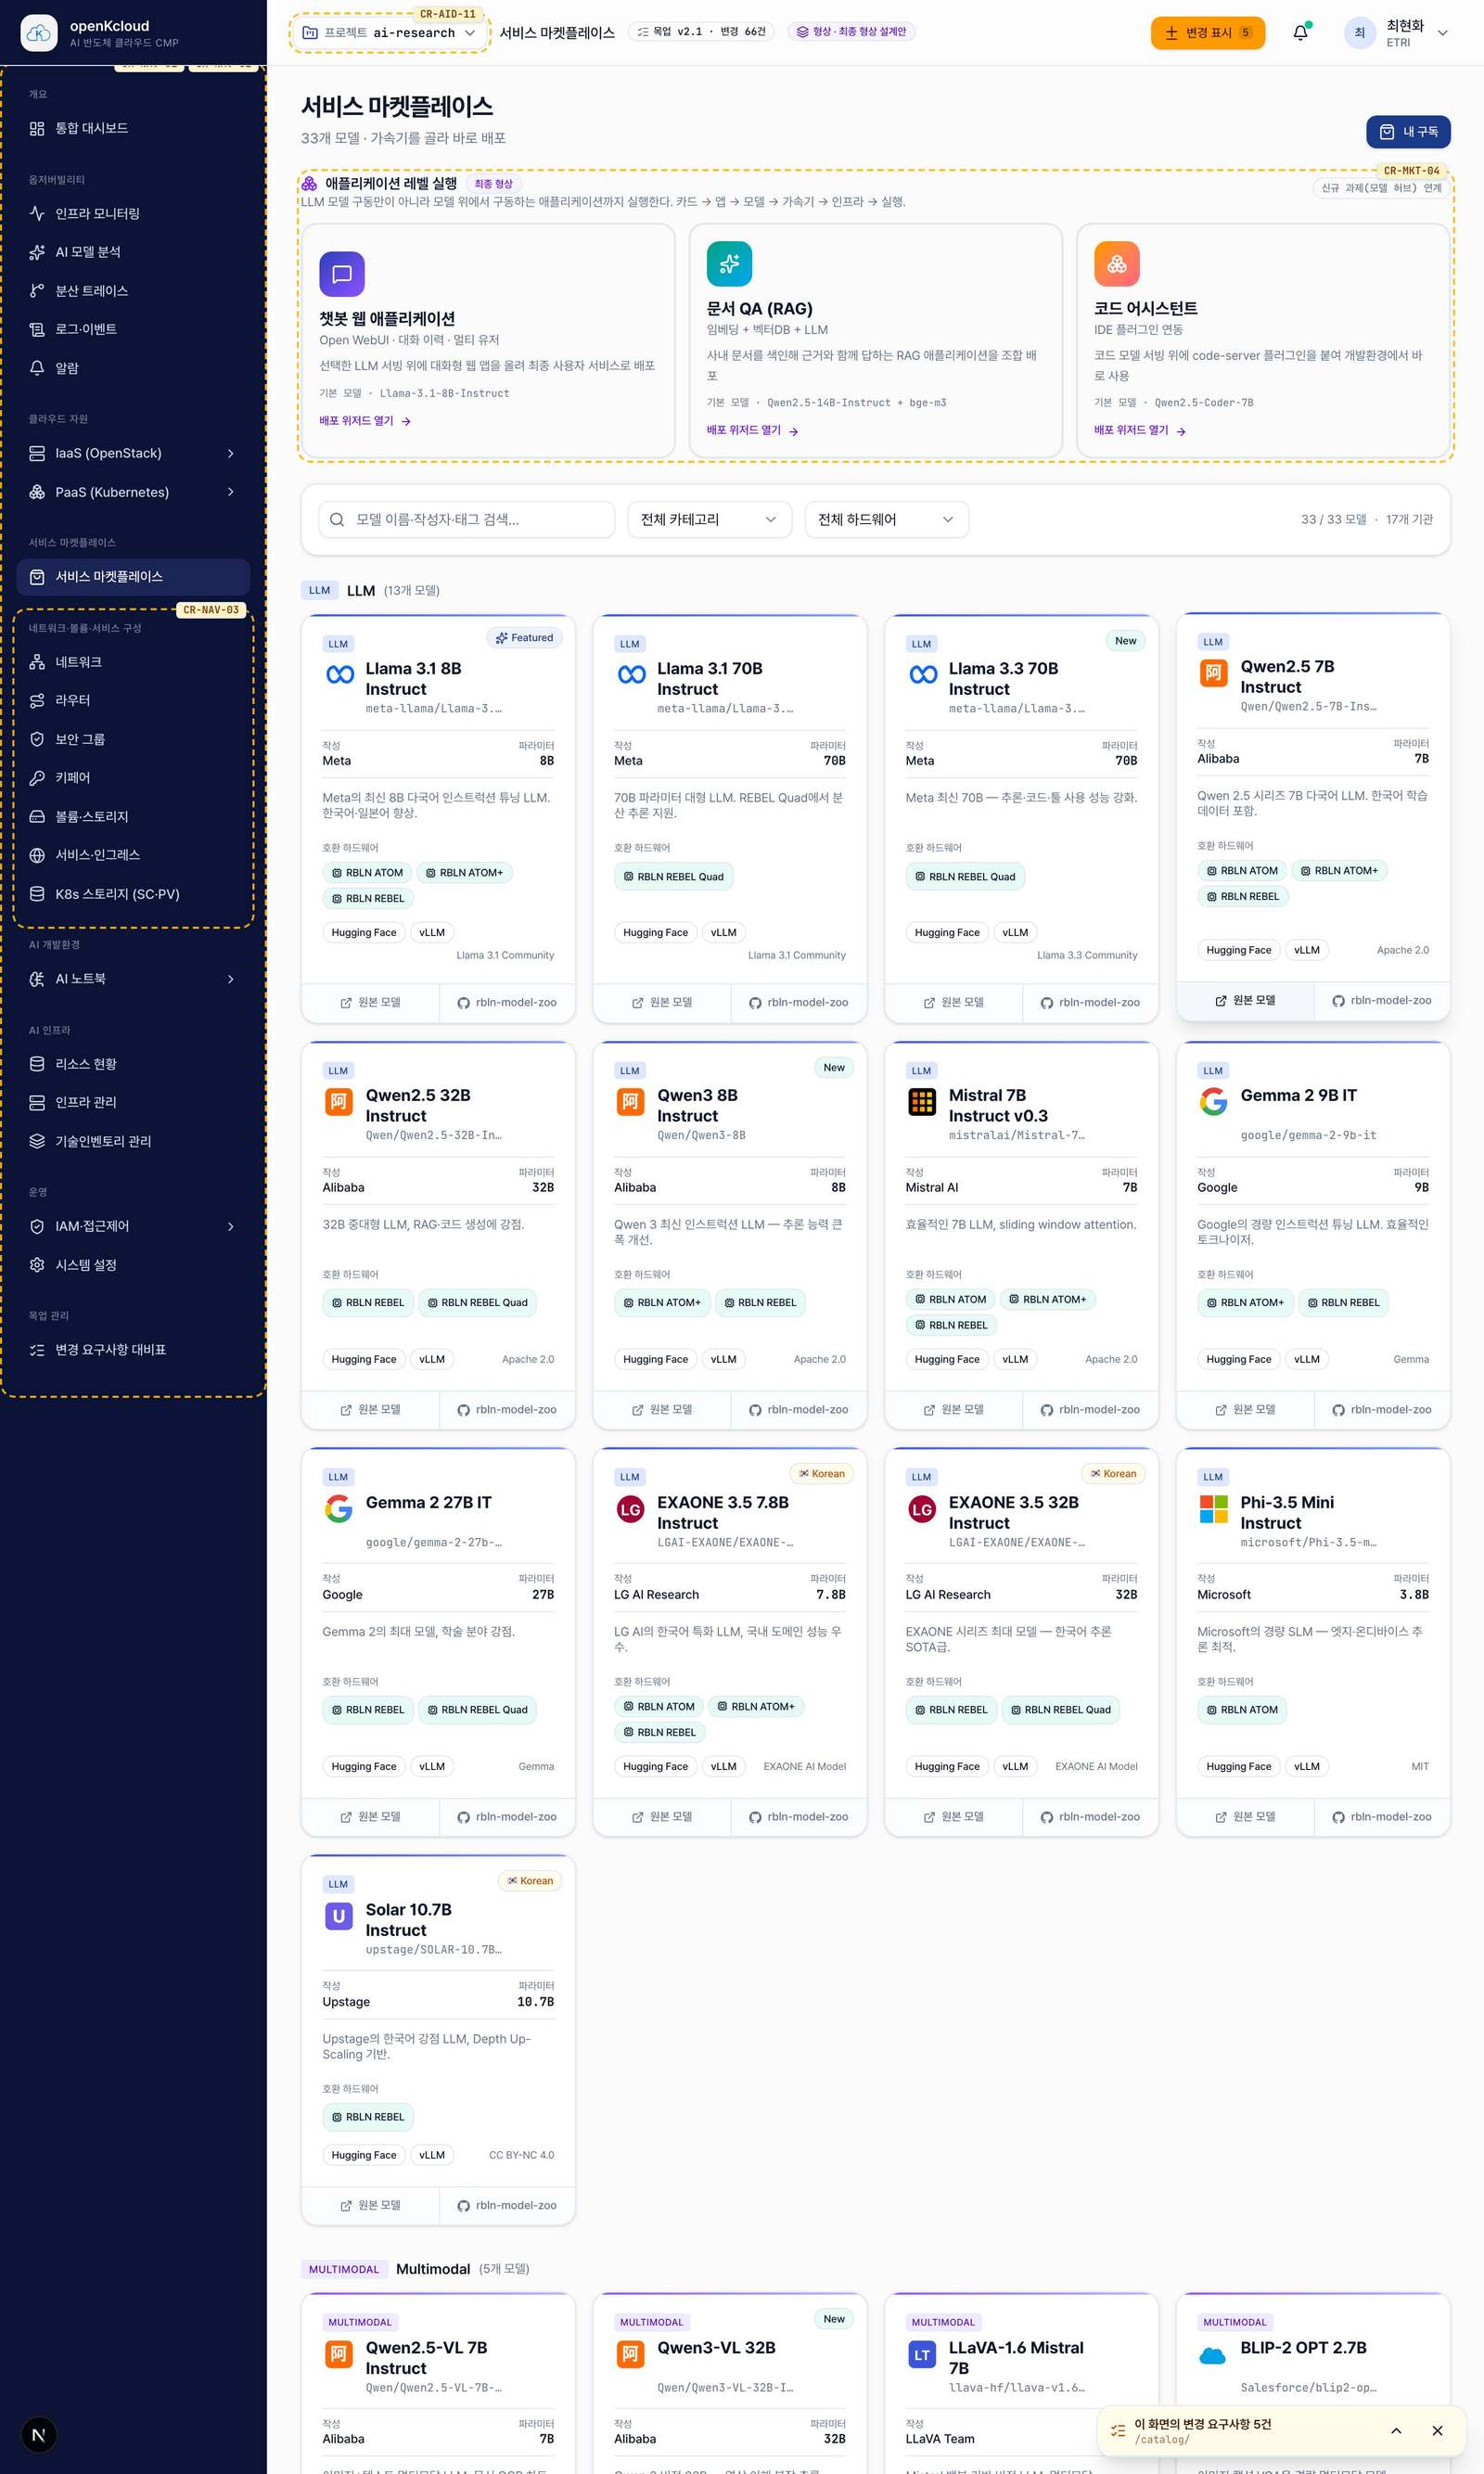 openKcloud
AI 반도체 클라우드 CMP
개요
통합 대시보드
옵저버빌리티
인프라 모니터링
AI 모델 분석
분산 트레이스
로그·이벤트
알람
클라우드 자원
IaaS (OpenStack)
PaaS (Kubernetes)
서비스 마켓플레이스
서비스 마켓플레이스
CR-NAV-03
네트워크·볼륨·서비스 구성
네트워크
라우터
보안 그룹
키페어
볼륨·스토리지
서비스·인그레스
K8s 스토리지 (SC·PV)
AI 개발환경
AI 노트북
AI 인프라
리소스 현황
인프라 관리
기술인벤토리 관리
운영
IAM·접근제어
시스템 설정
목업 관리
변경 요구사항 대비표
CR-AID-11
프로젝트 ai-research
서비스 마켓플레이스
목업 v2.1 · 변경 66건
형상 · 최종 형상 설계안
변경 표시 5
최
최현화
ETRI
서비스 마켓플레이스
33개 모델 · 가속기를 골라 바로 배포
내 구독
CR-MKT-04
애플리케이션 레벨 실행 최종 형상
신규 과제(모델 허브) 연계
LLM 모델 구동만이 아니라 모델 위에서 구동하는 애플리케이션까지 실행한다. 카드 → 앱 → 모델 → 가속기 → 인프라 → 실행.
챗봇 웹 애플리케이션
Open WebUI · 대화 이력 · 멀티 유저
선택한 LLM 서빙 위에 대화형 웹 앱을 올려 최종 사용자 서비스로 배포
기본 모델 · Llama-3.1-8B-Instruct
배포 위저드 열기 →
문서 QA (RAG)
임베딩 + 벡터DB + LLM
사내 문서를 색인해 근거와 함께 답하는 RAG 애플리케이션을 조합 배
포
기본 모델 · Qwen2.5-14B-Instruct + bge-m3
배포 위저드 열기 →
코드 어시스턴트
IDE 플러그인 연동
코드 모델 서빙 위에 code-server 플러그인을 붙여 개발환경에서 바
로 사용
기본 모델 · Qwen2.5-Coder-7B
배포 위저드 열기 →
모델 이름·작성자·태그 검색...
전체 카테고리
전체 하드웨어
33 / 33 모델 · 17개 기관
LLM LLM (13개 모델)
LLM
Featured
Llama 3.1 8B
Instruct
meta-llama/Llama-3.…
작성 파라미터
Meta 8B
Meta의 최신 8B 다국어 인스트럭션 튜닝 LLM.
한국어·일본어 향상.
호환 하드웨어
RBLN ATOM RBLN ATOM+
RBLN REBEL
Hugging Face vLLM
Llama 3.1 Community
원본 모델 rbln-model-zoo
LLM
Llama 3.1 70B
Instruct
meta-llama/Llama-3.…
작성 파라미터
Meta 70B
70B 파라미터 대형 LLM. REBEL Quad에서 분
산 추론 지원.
호환 하드웨어
RBLN REBEL Quad
Hugging Face vLLM
Llama 3.1 Community
원본 모델 rbln-model-zoo
LLM
New
Llama 3.3 70B
Instruct
meta-llama/Llama-3.…
작성 파라미터
Meta 70B
Meta 최신 70B — 추론·코드·툴 사용 성능 강화.
호환 하드웨어
RBLN REBEL Quad
Hugging Face vLLM
Llama 3.3 Community
원본 모델 rbln-model-zoo
LLM
阿
Qwen2.5 7B
Instruct
Qwen/Qwen2.5-7B-Ins…
작성 파라미터
Alibaba 7B
Qwen 2.5 시리즈 7B 다국어 LLM. 한국어 학습
데이터 포함.
호환 하드웨어
RBLN ATOM RBLN ATOM+
RBLN REBEL
Hugging Face vLLM Apache 2.0
원본 모델 rbln-model-zoo
LLM
阿
Qwen2.5 32B
Instruct
Qwen/Qwen2.5-32B-In…
작성 파라미터
Alibaba 32B
32B 중대형 LLM, RAG·코드 생성에 강점.
호환 하드웨어
RBLN REBEL RBLN REBEL Quad
Hugging Face vLLM Apache 2.0
원본 모델 rbln-model-zoo
LLM
New
阿
Qwen3 8B
Instruct
Qwen/Qwen3-8B
작성 파라미터
Alibaba 8B
Qwen 3 최신 인스트럭션 LLM — 추론 능력 큰
폭 개선.
호환 하드웨어
RBLN ATOM+ RBLN REBEL
Hugging Face vLLM Apache 2.0
원본 모델 rbln-model-zoo
LLM
Mistral 7B
Instruct v0.3
mistralai/Mistral-7…
작성 파라미터
Mistral AI 7B
효율적인 7B LLM, sliding window attention.
호환 하드웨어
RBLN ATOM RBLN ATOM+
RBLN REBEL
Hugging Face vLLM Apache 2.0
원본 모델 rbln-model-zoo
LLM
Gemma 2 9B IT
google/gemma-2-9b-it
작성 파라미터
Google 9B
Google의 경량 인스트럭션 튜닝 LLM. 효율적인
토크나이저.
호환 하드웨어
RBLN ATOM+ RBLN REBEL
Hugging Face vLLM Gemma
원본 모델 rbln-model-zoo
LLM
Gemma 2 27B IT
google/gemma-2-27b-…
작성 파라미터
Google 27B
Gemma 2의 최대 모델, 학술 분야 강점.
호환 하드웨어
RBLN REBEL RBLN REBEL Quad
Hugging Face vLLM Gemma
원본 모델 rbln-model-zoo
LLM
🇰🇷 Korean
LG
EXAONE 3.5 7.8B
Instruct
LGAI-EXAONE/EXAONE-…
작성 파라미터
LG AI Research 7.8B
LG AI의 한국어 특화 LLM, 국내 도메인 성능 우
수.
호환 하드웨어
RBLN ATOM RBLN ATOM+
RBLN REBEL
Hugging Face vLLM EXAONE AI Model
원본 모델 rbln-model-zoo
LLM
🇰🇷 Korean
LG
EXAONE 3.5 32B
Instruct
LGAI-EXAONE/EXAONE-…
작성 파라미터
LG AI Research 32B
EXAONE 시리즈 최대 모델 — 한국어 추론
SOTA급.
호환 하드웨어
RBLN REBEL RBLN REBEL Quad
Hugging Face vLLM EXAONE AI Model
원본 모델 rbln-model-zoo
LLM
Phi-3.5 Mini
Instruct
microsoft/Phi-3.5-m…
작성 파라미터
Microsoft 3.8B
Microsoft의 경량 SLM — 엣지·온디바이스 추
론 최적.
호환 하드웨어
RBLN ATOM
Hugging Face vLLM MIT
원본 모델 rbln-model-zoo
LLM
🇰🇷 Korean
U
Solar 10.7B
Instruct
upstage/SOLAR-10.7B…
작성 파라미터
Upstage 10.7B
Upstage의 한국어 강점 LLM, Depth Up-
Scaling 기반.
호환 하드웨어
RBLN REBEL
Hugging Face vLLM CC BY-NC 4.0
원본 모델 rbln-model-zoo
MULTIMODAL Multimodal (5개 모델)
MULTIMODAL
阿
Qwen2.5-VL 7B
Instruct
Qwen/Qwen2.5-VL-7B-…
작성 파라미터
Alibaba 7B
MULTIMODAL
New
阿
Qwen3-VL 32B
Qwen/Qwen3-VL-32B-I…
작성 파라미터
Alibaba 32B
MULTIMODAL
LT
LLaVA-1.6 Mistral
7B
llava-hf/llava-v1.6…
작성
LLaVA Team
MULTIMODAL
BLIP-2 OPT 2.7B
Salesforce/blip2-op…
이 화면의 변경 요구사항 5건
/catalog/
N